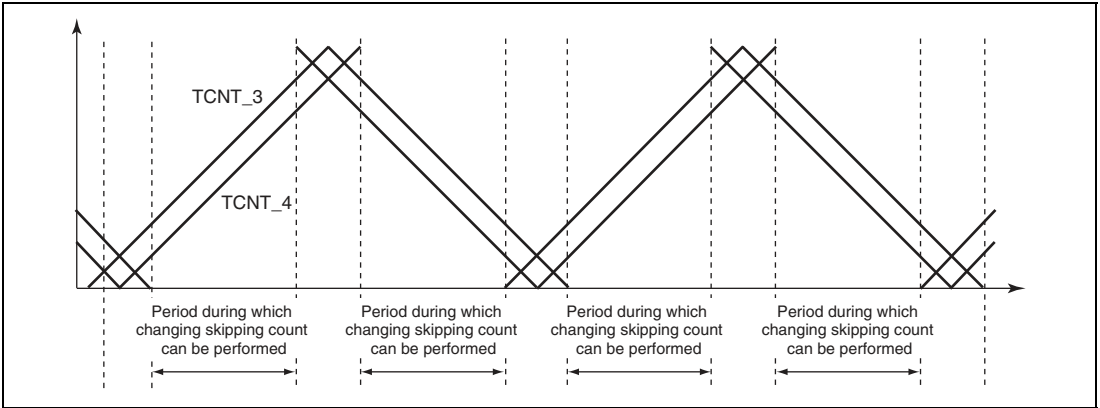 TCNT_3
TCNT_4
Period during which
changing skipping count
can be performed
Period during which
changing skipping count
can be performed
Period during which
changing skipping count
can be performed
Period during which
changing skipping count
can be performed